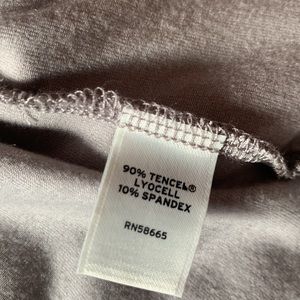 90% TENCEL®
LYOCELL
10% SPANDEX
RN58665